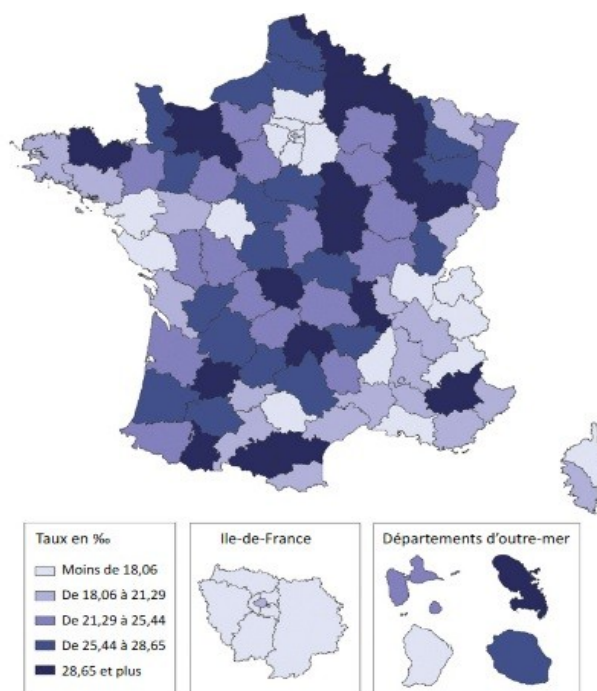 Taux en ‰
Moins de 18,06
De 18,06 à 21,29
De 21,29 à 25,44
De 25,44 à 28,65
28,65 et plus
Ile-de-France
Départements d'outre-mer